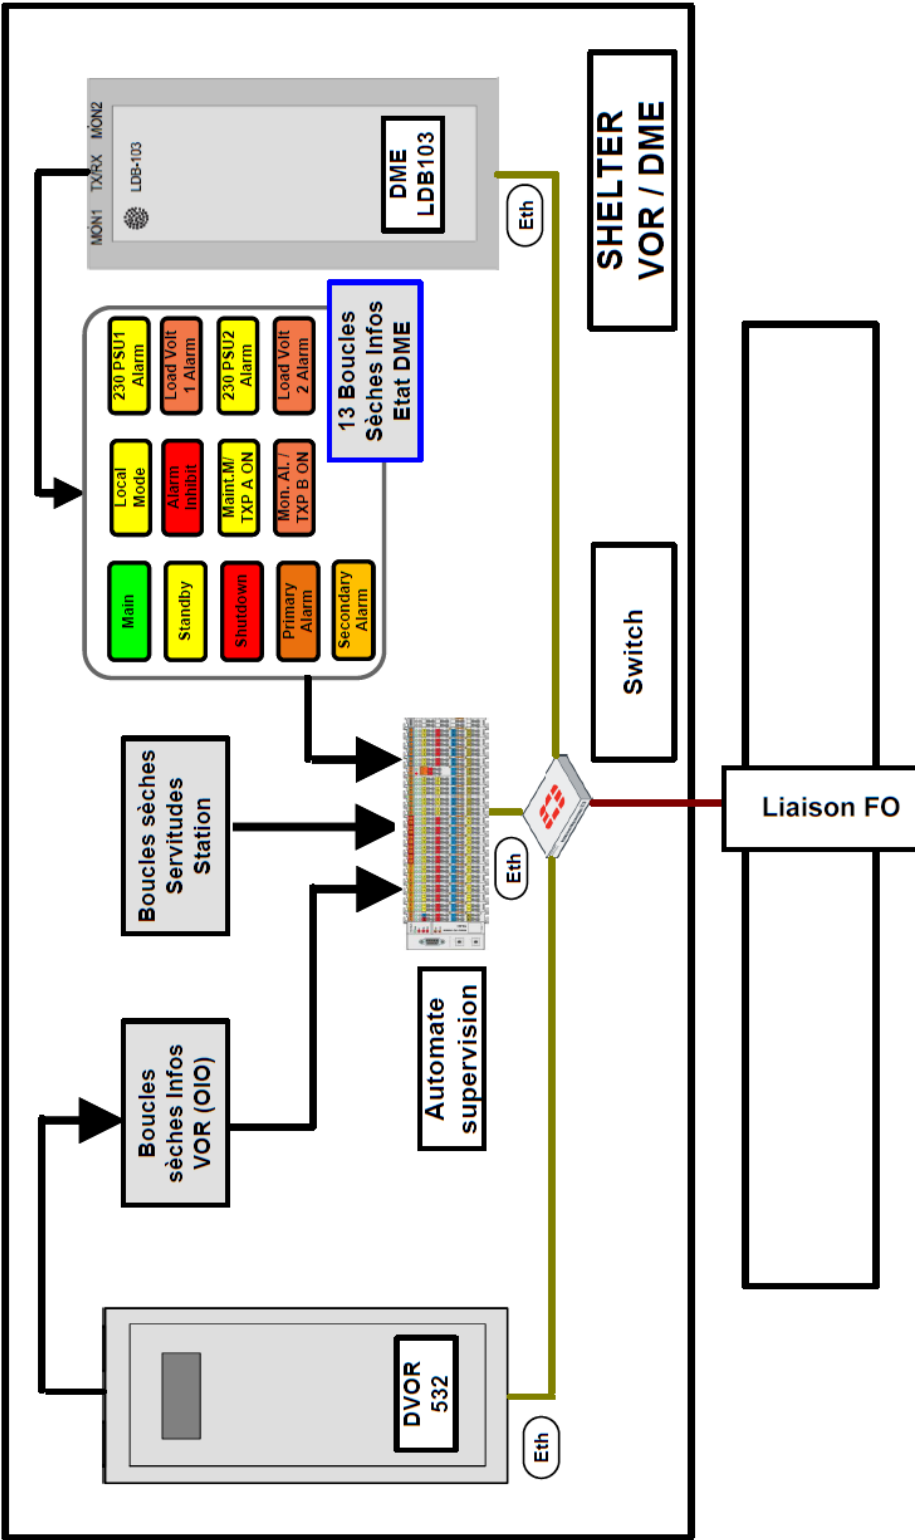 SHELTER
VOR / DME
MON1
TX/RX
MON2
LDB-103
DME
LDB103
Eth
230 PSU1
Alarm
Load Volt
1 Alarm
230 PSU2
Alarm
Load Volt
2 Alarm
Local
Mode
Alarm
Inhibit
Maint.M/
TXP A ON
Mon. Al. /
TXP B ON
Main
Standby
Shutdown
Primary
Alarm
Secondary
Alarm
13 Boucles
Sèches Infos
Etat DME
Boucles sèches
Servitudes
Station
Boucles
sèches Infos
VOR (OIO)
Automate
supervision
Eth
Switch
DVOR
532
Eth
Liaison FO